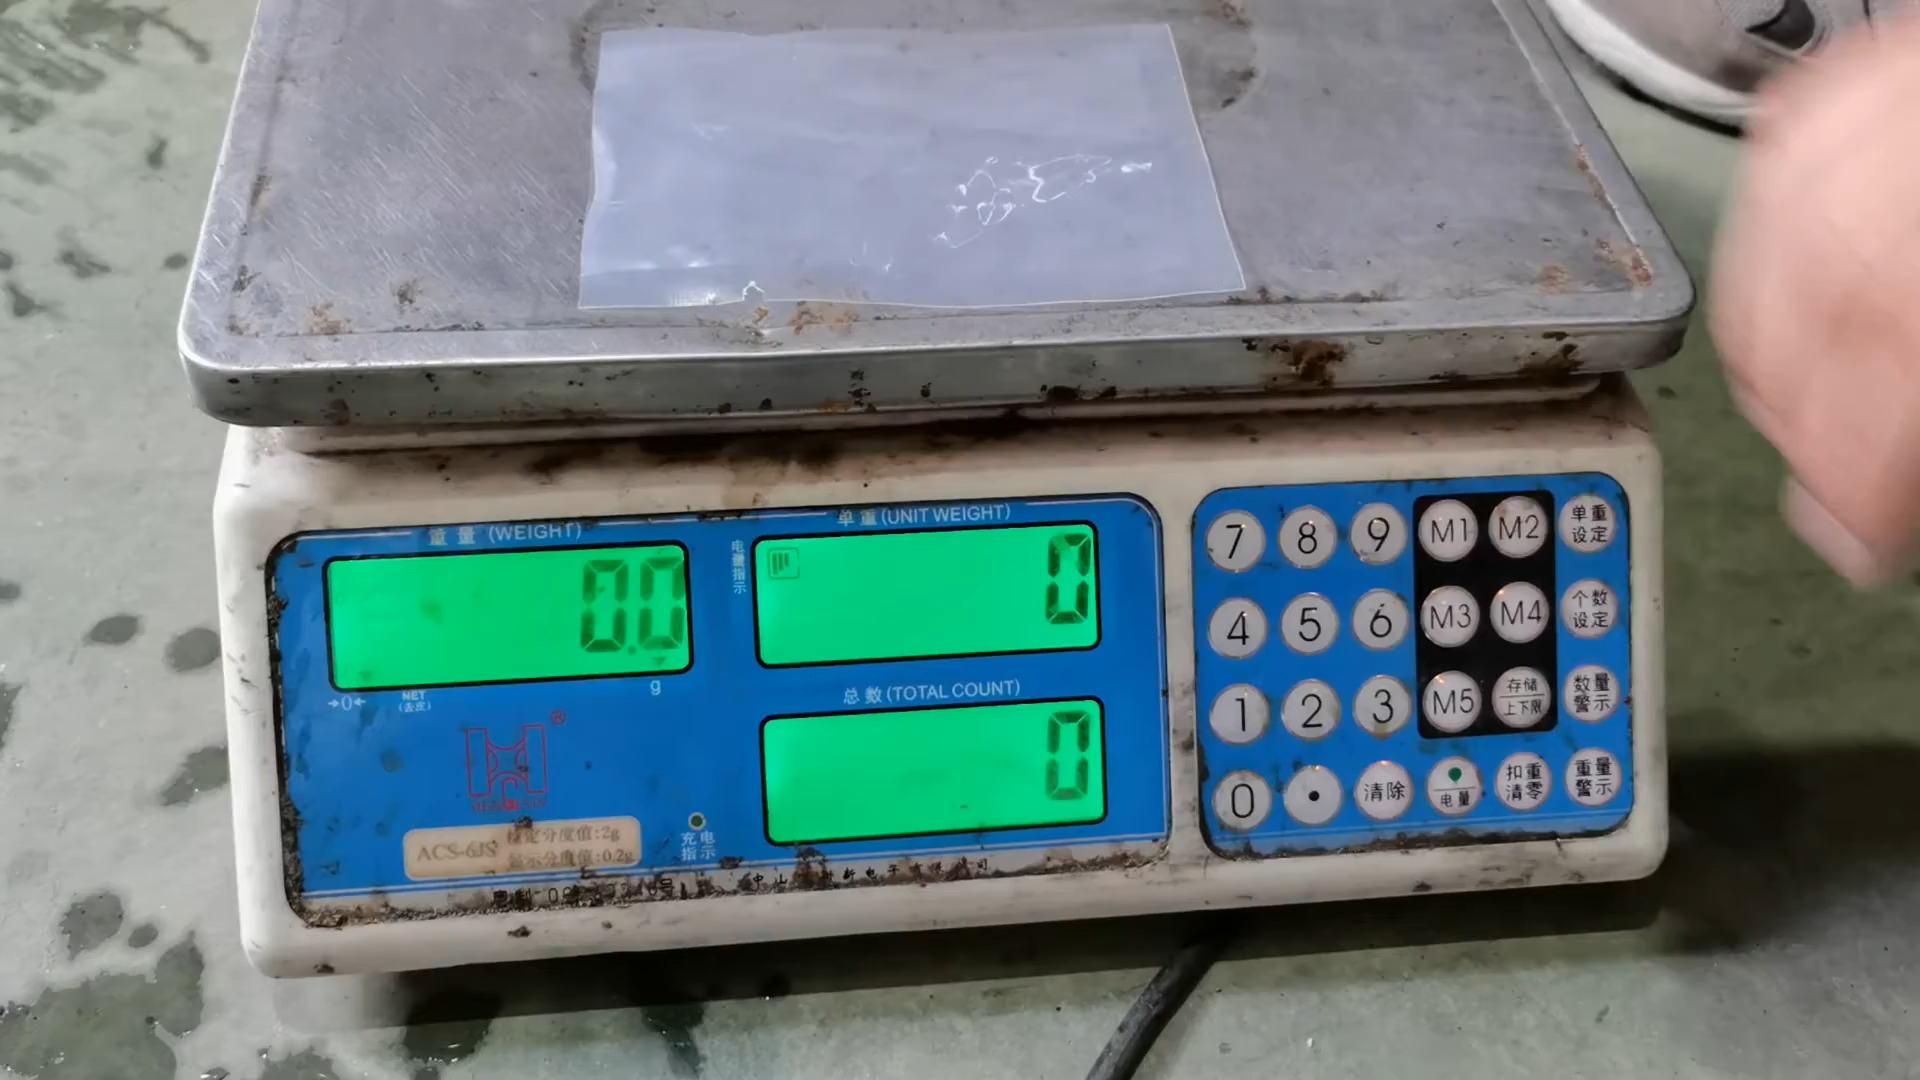 重量 (WEIGHT)
0.0
g
→0←
NET
(去皮)
电量指示
单重 (UNIT WEIGHT)
0
总数 (TOTAL COUNT)
0
®
充电
指示
ACS-6JS
检定分度值:2g
显示分度值:0.2g
7 8 9 M1 M2 单重设定
4 5 6 M3 M4 个数设定
1 2 3 M5 存储上下限 数量警示
0 • 清除 电量 扣重清零 重量警示